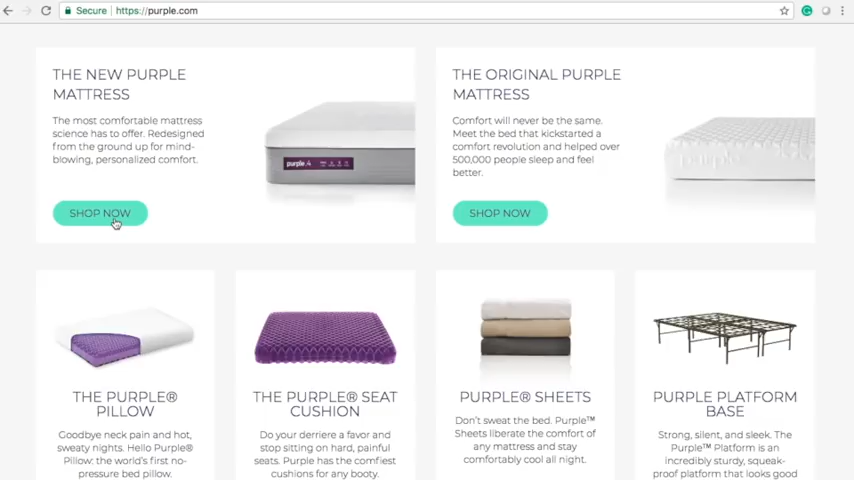 Secure https://purple.com
THE NEW PURPLE
MATTRESS
The most comfortable mattress
science has to offer. Redesigned
from the ground up for mind-
blowing, personalized comfort.
purple.4
SHOP NOW
THE ORIGINAL PURPLE
MATTRESS
Comfort will never be the same.
Meet the bed that kickstarted a
comfort revolution and helped over
500,000 people sleep and feel
better.
purple
SHOP NOW
THE PURPLE®
PILLOW
Goodbye neck pain and hot,
sweaty nights. Hello Purple®
Pillow: the world's first no-
pressure bed pillow.
THE PURPLE® SEAT
CUSHION
Do your derriere a favor and
stop sitting on hard, painful
seats. Purple has the comfiest
cushions for any booty.
PURPLE® SHEETS
Don't sweat the bed. Purple™
Sheets liberate the comfort of
any mattress and stay
comfortably cool all night.
PURPLE PLATFORM
BASE
Strong, silent, and sleek. The
Purple™ Platform is an
incredibly sturdy, squeak-
proof platform that looks good